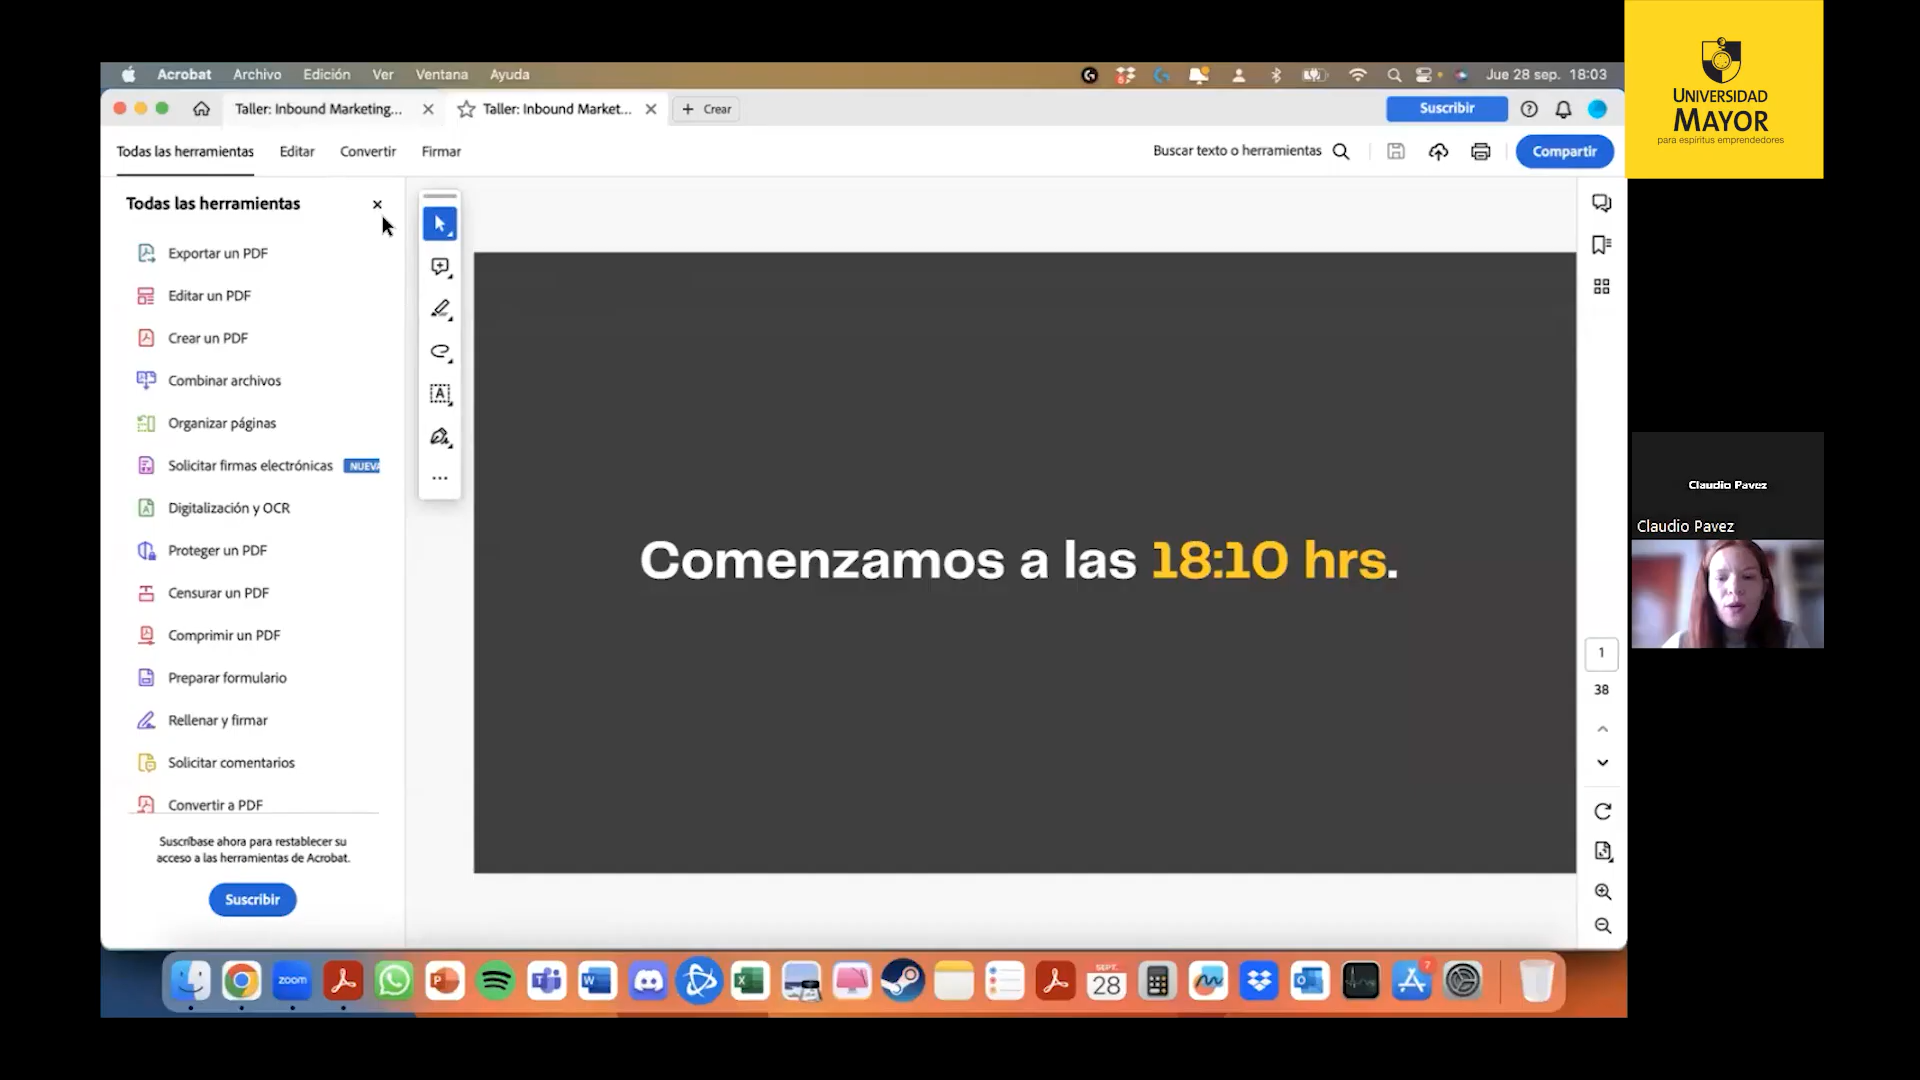 Acrobat Archivo Edición Ver Ventana Ayuda
Jue 28 sep. 18:03
Taller: Inbound Marketing...
Taller: Inbound Market...
Crear
Suscribir
Todas las herramientas Editar Convertir Firmar
Buscar texto o herramientas
Compartir
Todas las herramientas
Exportar un PDF
Editar un PDF
Crear un PDF
Combinar archivos
Organizar páginas
Solicitar firmas electrónicas NUEVA
Digitalización y OCR
Proteger un PDF
Censurar un PDF
Comprimir un PDF
Preparar formulario
Rellenar y firmar
Solicitar comentarios
Convertir a PDF
Suscríbase ahora para restablecer su
acceso a las herramientas de Acrobat.
Suscribir
Comenzamos a las 18:10 hrs.
1
38
zoom
SEPT.
28
7
UNIVERSIDAD
MAYOR
para espíritus emprendedores
Claudio Pavez
Claudio Pavez